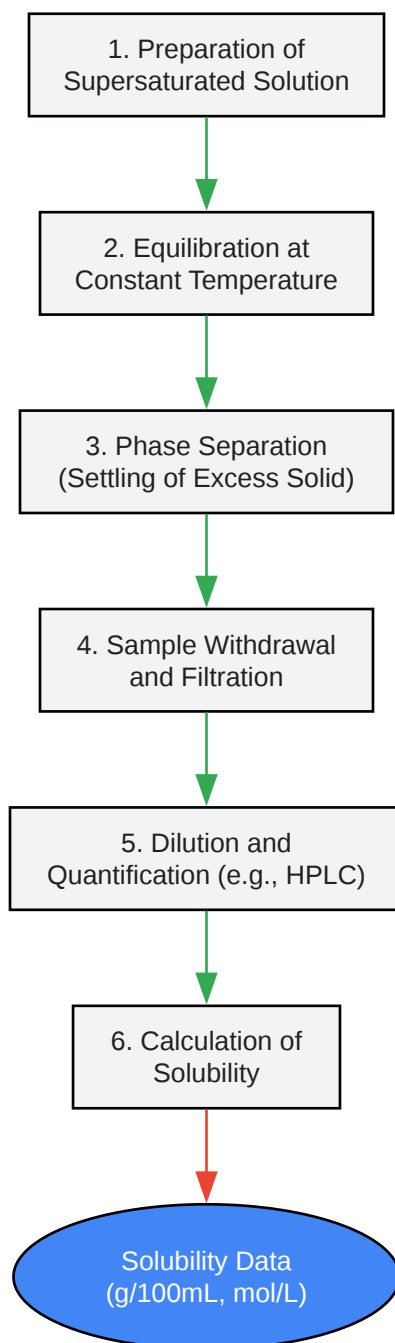 1. Preparation of
Supersaturated Solution
2. Equilibration at
Constant Temperature
3. Phase Separation
(Settling of Excess Solid)
4. Sample Withdrawal
and Filtration
5. Dilution and
Quantification (e.g., HPLC)
6. Calculation of
Solubility
Solubility Data
(g/100mL, mol/L)